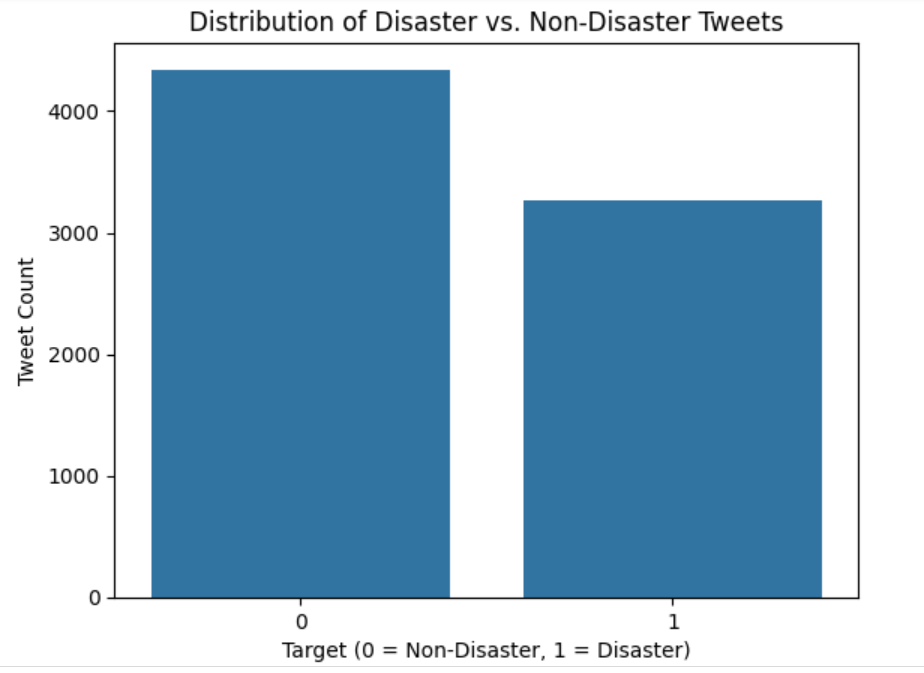 Distribution of Disaster vs. Non-Disaster Tweets
4000
3000
2000
1000
0
Tweet Count
0 1
Target (0 = Non-Disaster, 1 = Disaster)